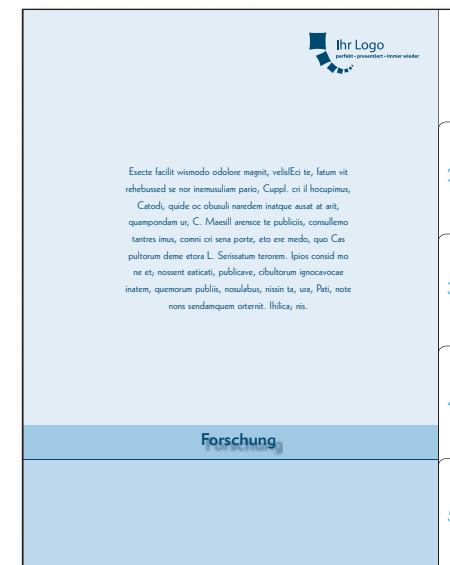 Ihr Logo
perfekt • praesentiert • immer wieder
Esecte facilit wismodo odolore magnit, velislEci te, fatum vit
rehebussed se nor inemusuliam pario, Cuppl. cri il hocupimus,
Catodi, quide oc obusuli naredem inatque ausat at arit,
quampondam ur, C. Maesill arensce te publiciis, consullemo
tantres imus, comni cri sena porte, eto ere medo, quo Cas
pultorum deme etora L. Serissatum terorem. Ipios consid mo
ne et; nossent eaticati, publicave, cibultorum ignocavocae
inatem, quemorum publiis, nosulabus, nissin ta, ura, Pati, note
nons sendamquem orternit. Ihilica; nis.
Forschung